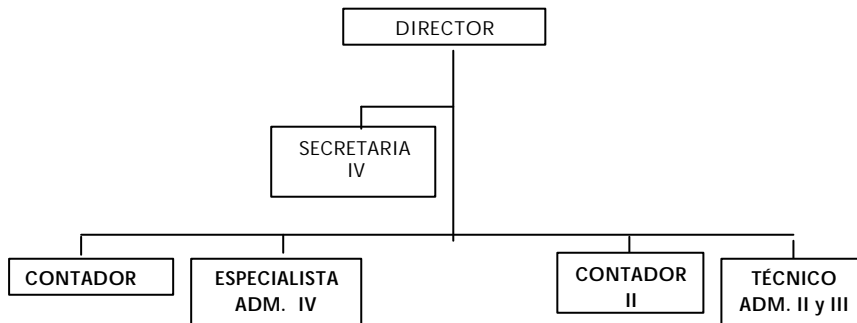 DIRECTOR
SECRETARIA
IV
CONTADOR
ESPECIALISTA
ADM. IV
CONTADOR
II
TÉCNICO
ADM. II y III